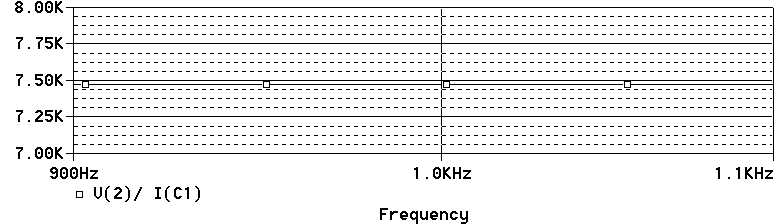 8.00K
7.75K
7.50K
7.25K
7.00K
900Hz 1.0KHz 1.1KHz
V(2)/ I(C1)
Frequency